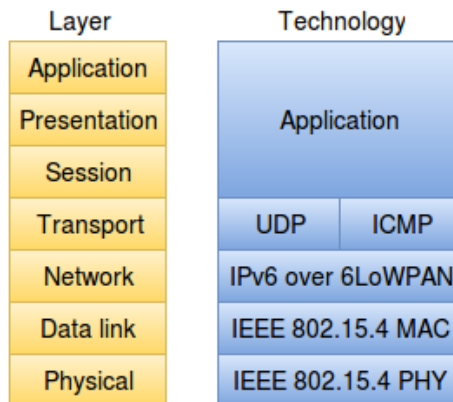 Layer Technology
Application
Presentation
Session
Application
Transport UDP ICMP
Network IPv6 over 6LoWPAN
Data link IEEE 802.15.4 MAC
Physical IEEE 802.15.4 PHY